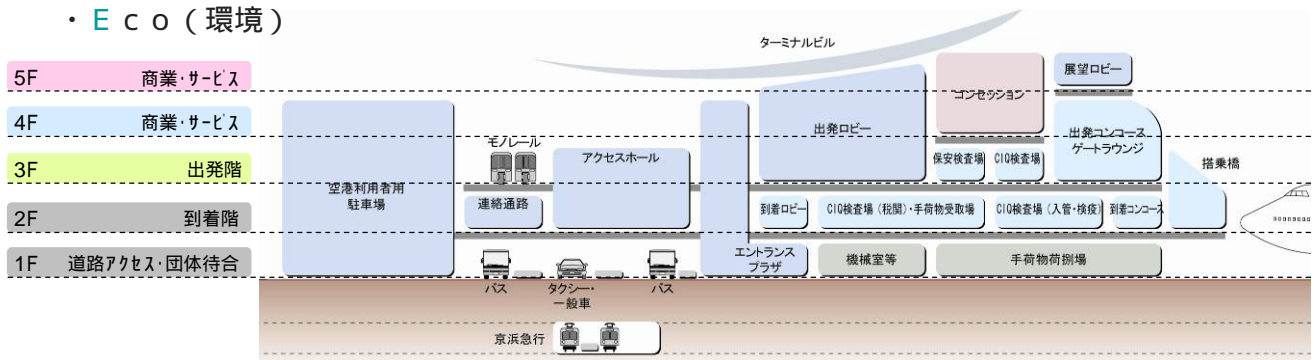 ・Ｅｃｏ（環境）
ターミナルビル
5F 商業･ｻｰﾋﾞｽ
4F 商業･ｻｰﾋﾞｽ
3F 出発階
2F 到着階
1F 道路ｱｸｾｽ･団体待合
展望ロビー
コンセッション
出発ロビー
出発コンコース
ゲートラウンジ
モノレール
アクセスホール
保安検査場
CIQ検査場
搭乗橋
空港利用者用
駐車場
連絡通路
到着ロビー
CIQ検査場（税関）・手荷物受取場
CIQ検査場（入管・検疫）
到着コンコース
エントランス
プラザ
機械室等
手荷物荷捌場
バス
タクシー・
一般車
バス
京浜急行